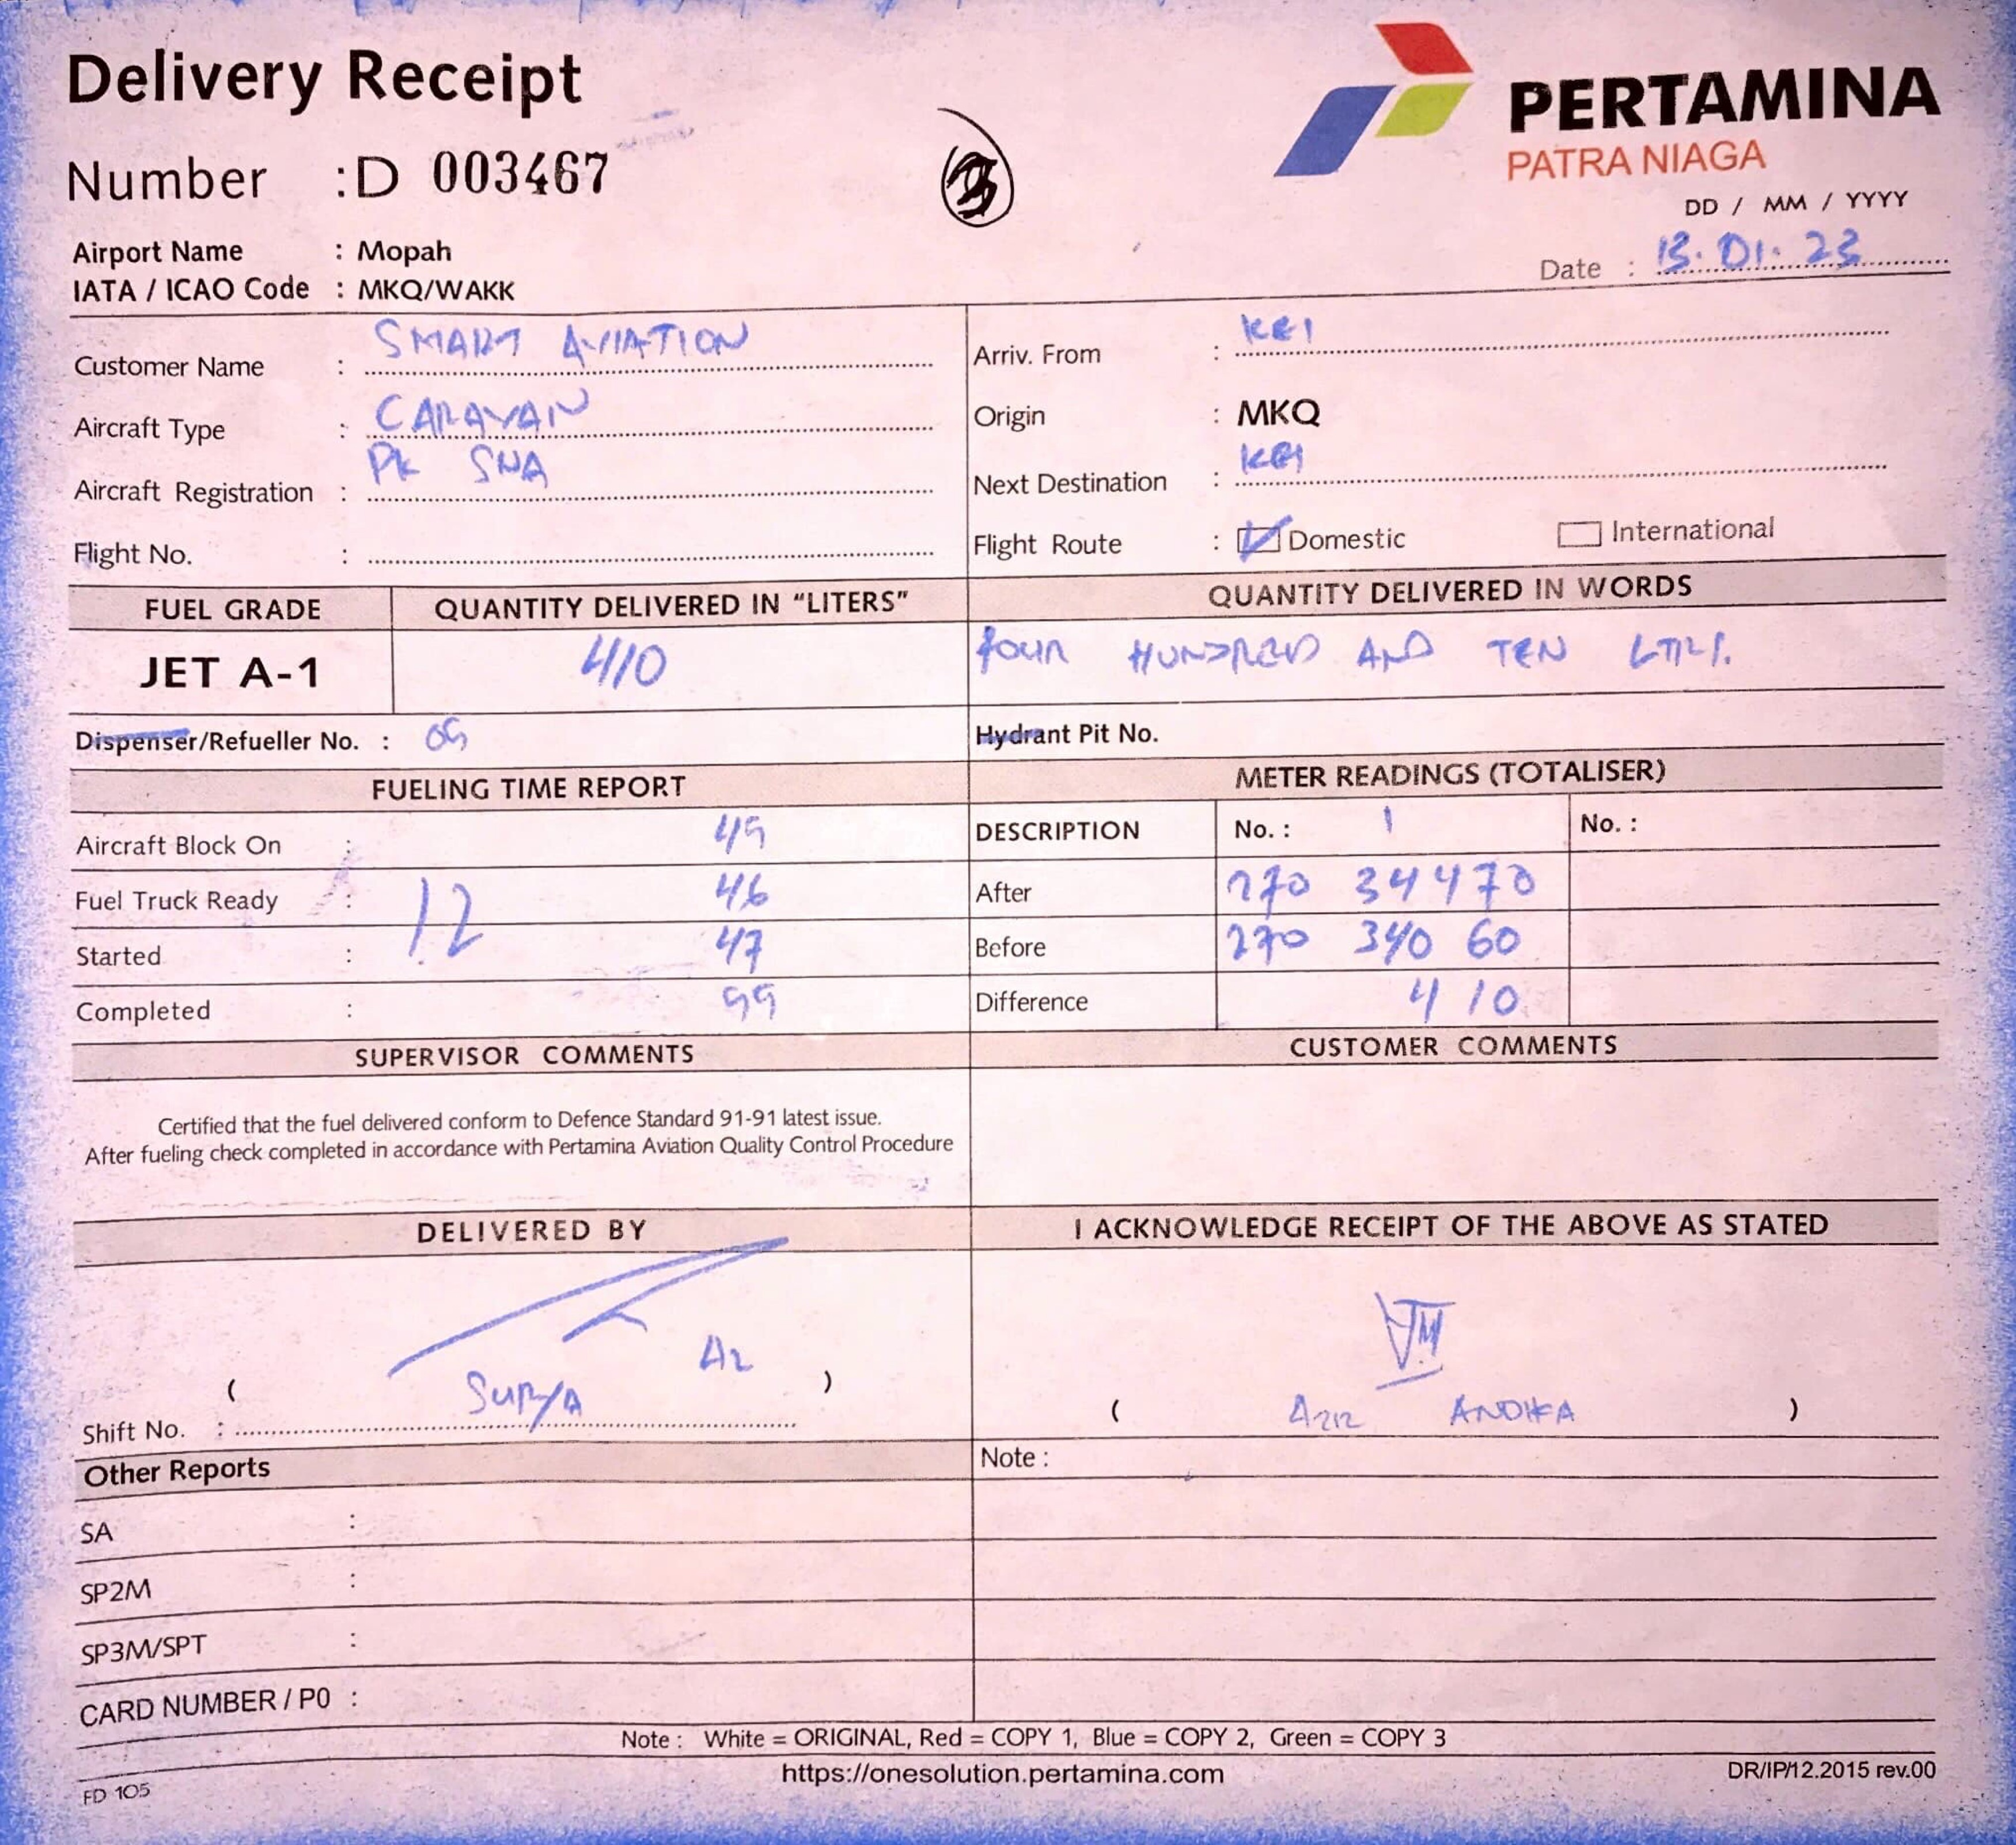 Delivery Receipt
PERTAMINA
PATRA NIAGA
Number : D 003467
DD / MM / YYYY
Date : 13.01.23
Airport Name : Mopah
IATA / ICAO Code : MKQ/WAKK
Customer Name : SMART AVIATION
Arriv. From : KEI
Aircraft Type : CARAVAN
Origin : MKQ
Aircraft Registration : PK SNA
Next Destination : KEI
Flight No. :
Flight Route : Domestic International
FUEL GRADE QUANTITY DELIVERED IN "LITERS" QUANTITY DELIVERED IN WORDS
JET A-1 410 FOUR HUNDRED AND TEN LTRS.
Dispenser/Refueller No. : 05 Hydrant Pit No.
FUELING TIME REPORT METER READINGS (TOTALISER)
Aircraft Block On : 45 DESCRIPTION No. : 1 No. :
Fuel Truck Ready : 12 46 After 270 34470
Started : 47 Before 270 340 60
Completed : Difference 410
SUPERVISOR COMMENTS CUSTOMER COMMENTS
Certified that the fuel delivered conform to Defence Standard 91-91 latest issue.
After fueling check completed in accordance with Pertamina Aviation Quality Control Procedure
DELIVERED BY I ACKNOWLEDGE RECEIPT OF THE ABOVE AS STATED
( SURYA )
( AZIZ ANDIKA )
Shift No. :
Other Reports Note :
SA :
SP2M :
SP3M/SPT :
CARD NUMBER / P0 :
Note : White = ORIGINAL, Red = COPY 1, Blue = COPY 2, Green = COPY 3
https://onesolution.pertamina.com
FD 105
DR/IP/12.2015 rev.00